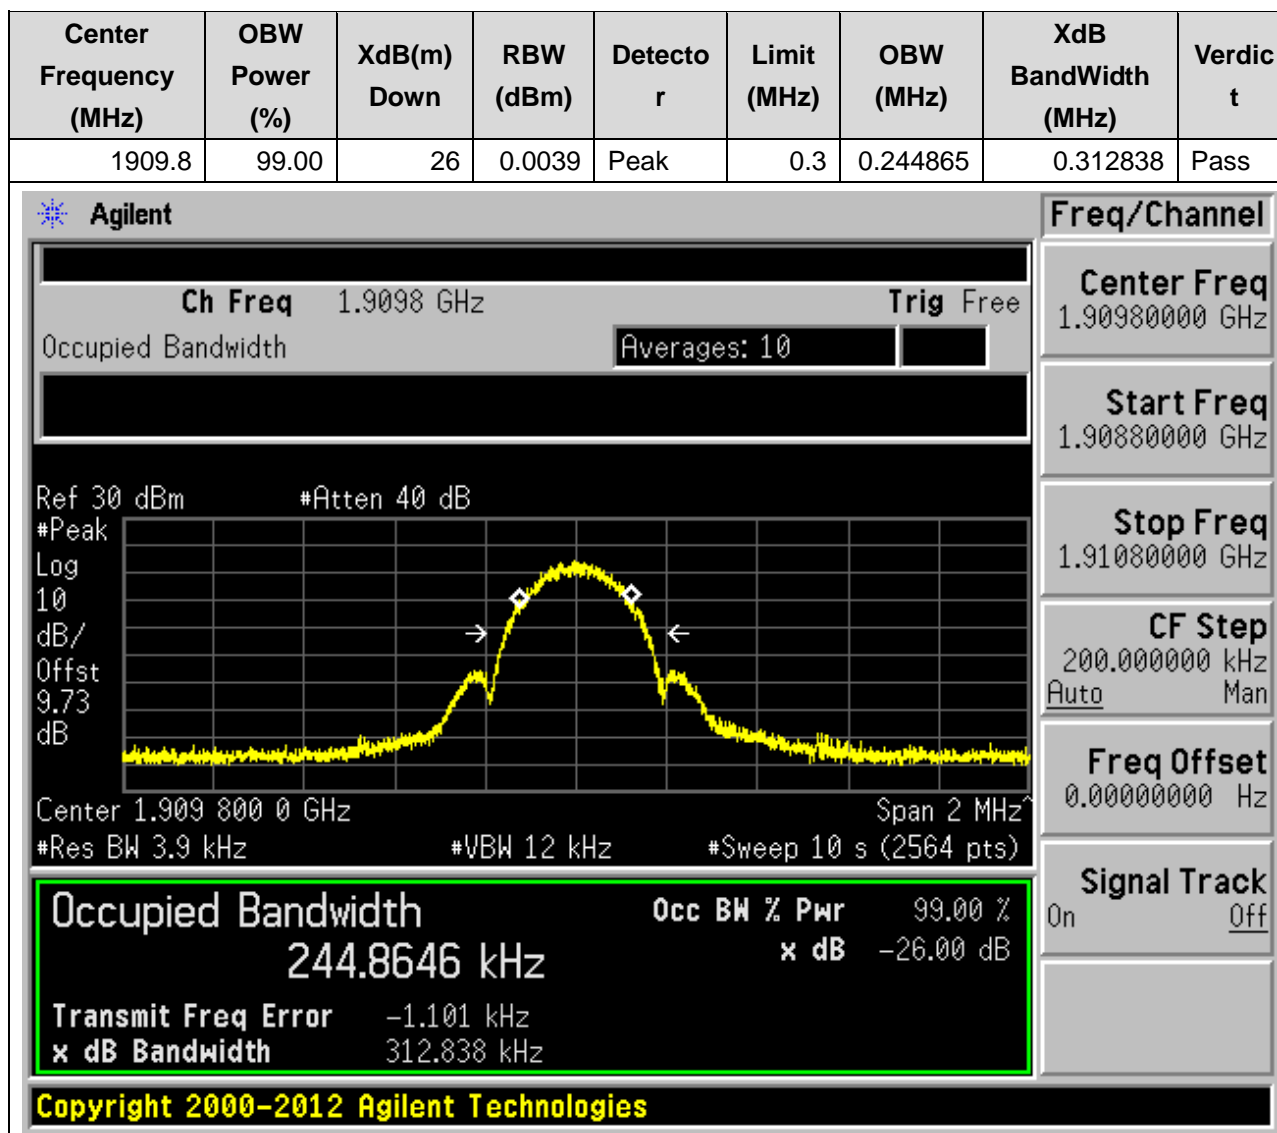 Center Frequency (MHz) OBW Power (%) XdB(m) Down RBW (dBm) Detecto r Limit (MHz) OBW (MHz) XdB BandWidth (MHz) Verdic t
1909.8 99.00 26 0.0039 Peak 0.3 0.244865 0.312838 Pass
Agilent
Ch Freq 1.9098 GHz Trig Free
Occupied Bandwidth Averages: 10
Ref 30 dBm #Atten 40 dB
#Peak
Log
10
dB/
Offst
9.73
dB
Center 1.909 800 0 GHz Span 2 MHz^
#Res BW 3.9 kHz #VBW 12 kHz #Sweep 10 s (2564 pts)
Occupied Bandwidth Occ BW % Pwr 99.00 %
244.8646 kHz x dB -26.00 dB
Transmit Freq Error -1.101 kHz
x dB Bandwidth 312.838 kHz
Copyright 2000-2012 Agilent Technologies
Freq/Channel
Center Freq
1.90980000 GHz
Start Freq
1.90880000 GHz
Stop Freq
1.91080000 GHz
CF Step
200.000000 kHz
Auto Man
Freq Offset
0.00000000 Hz
Signal Track
On Off